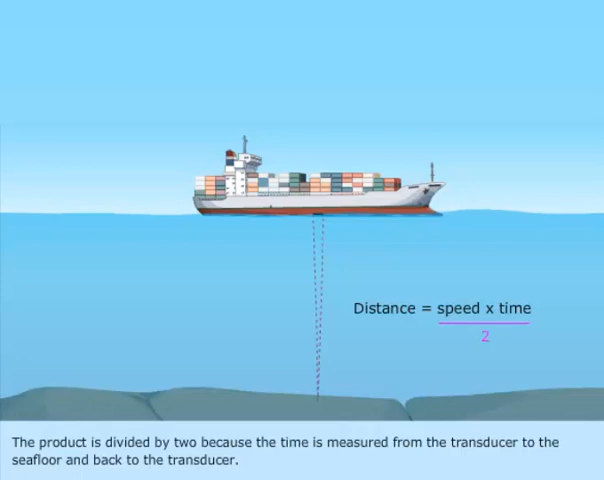 Distance = speed x time
2
The product is divided by two because the time is measured from the transducer to the
seafloor and back to the transducer.